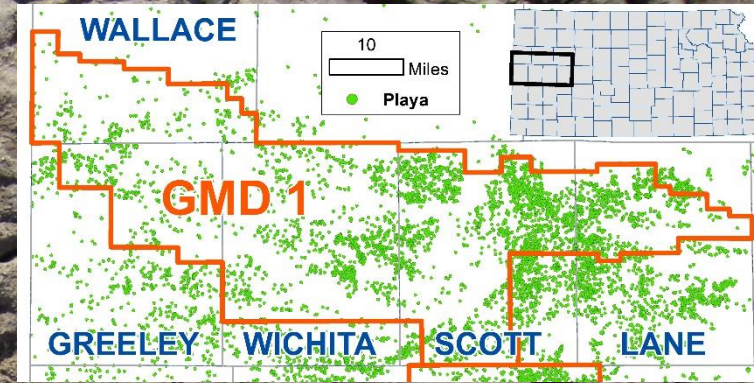 WALLACE
10
Miles
Playa
GMD 1
GREELEY WICHITA SCOTT LANE